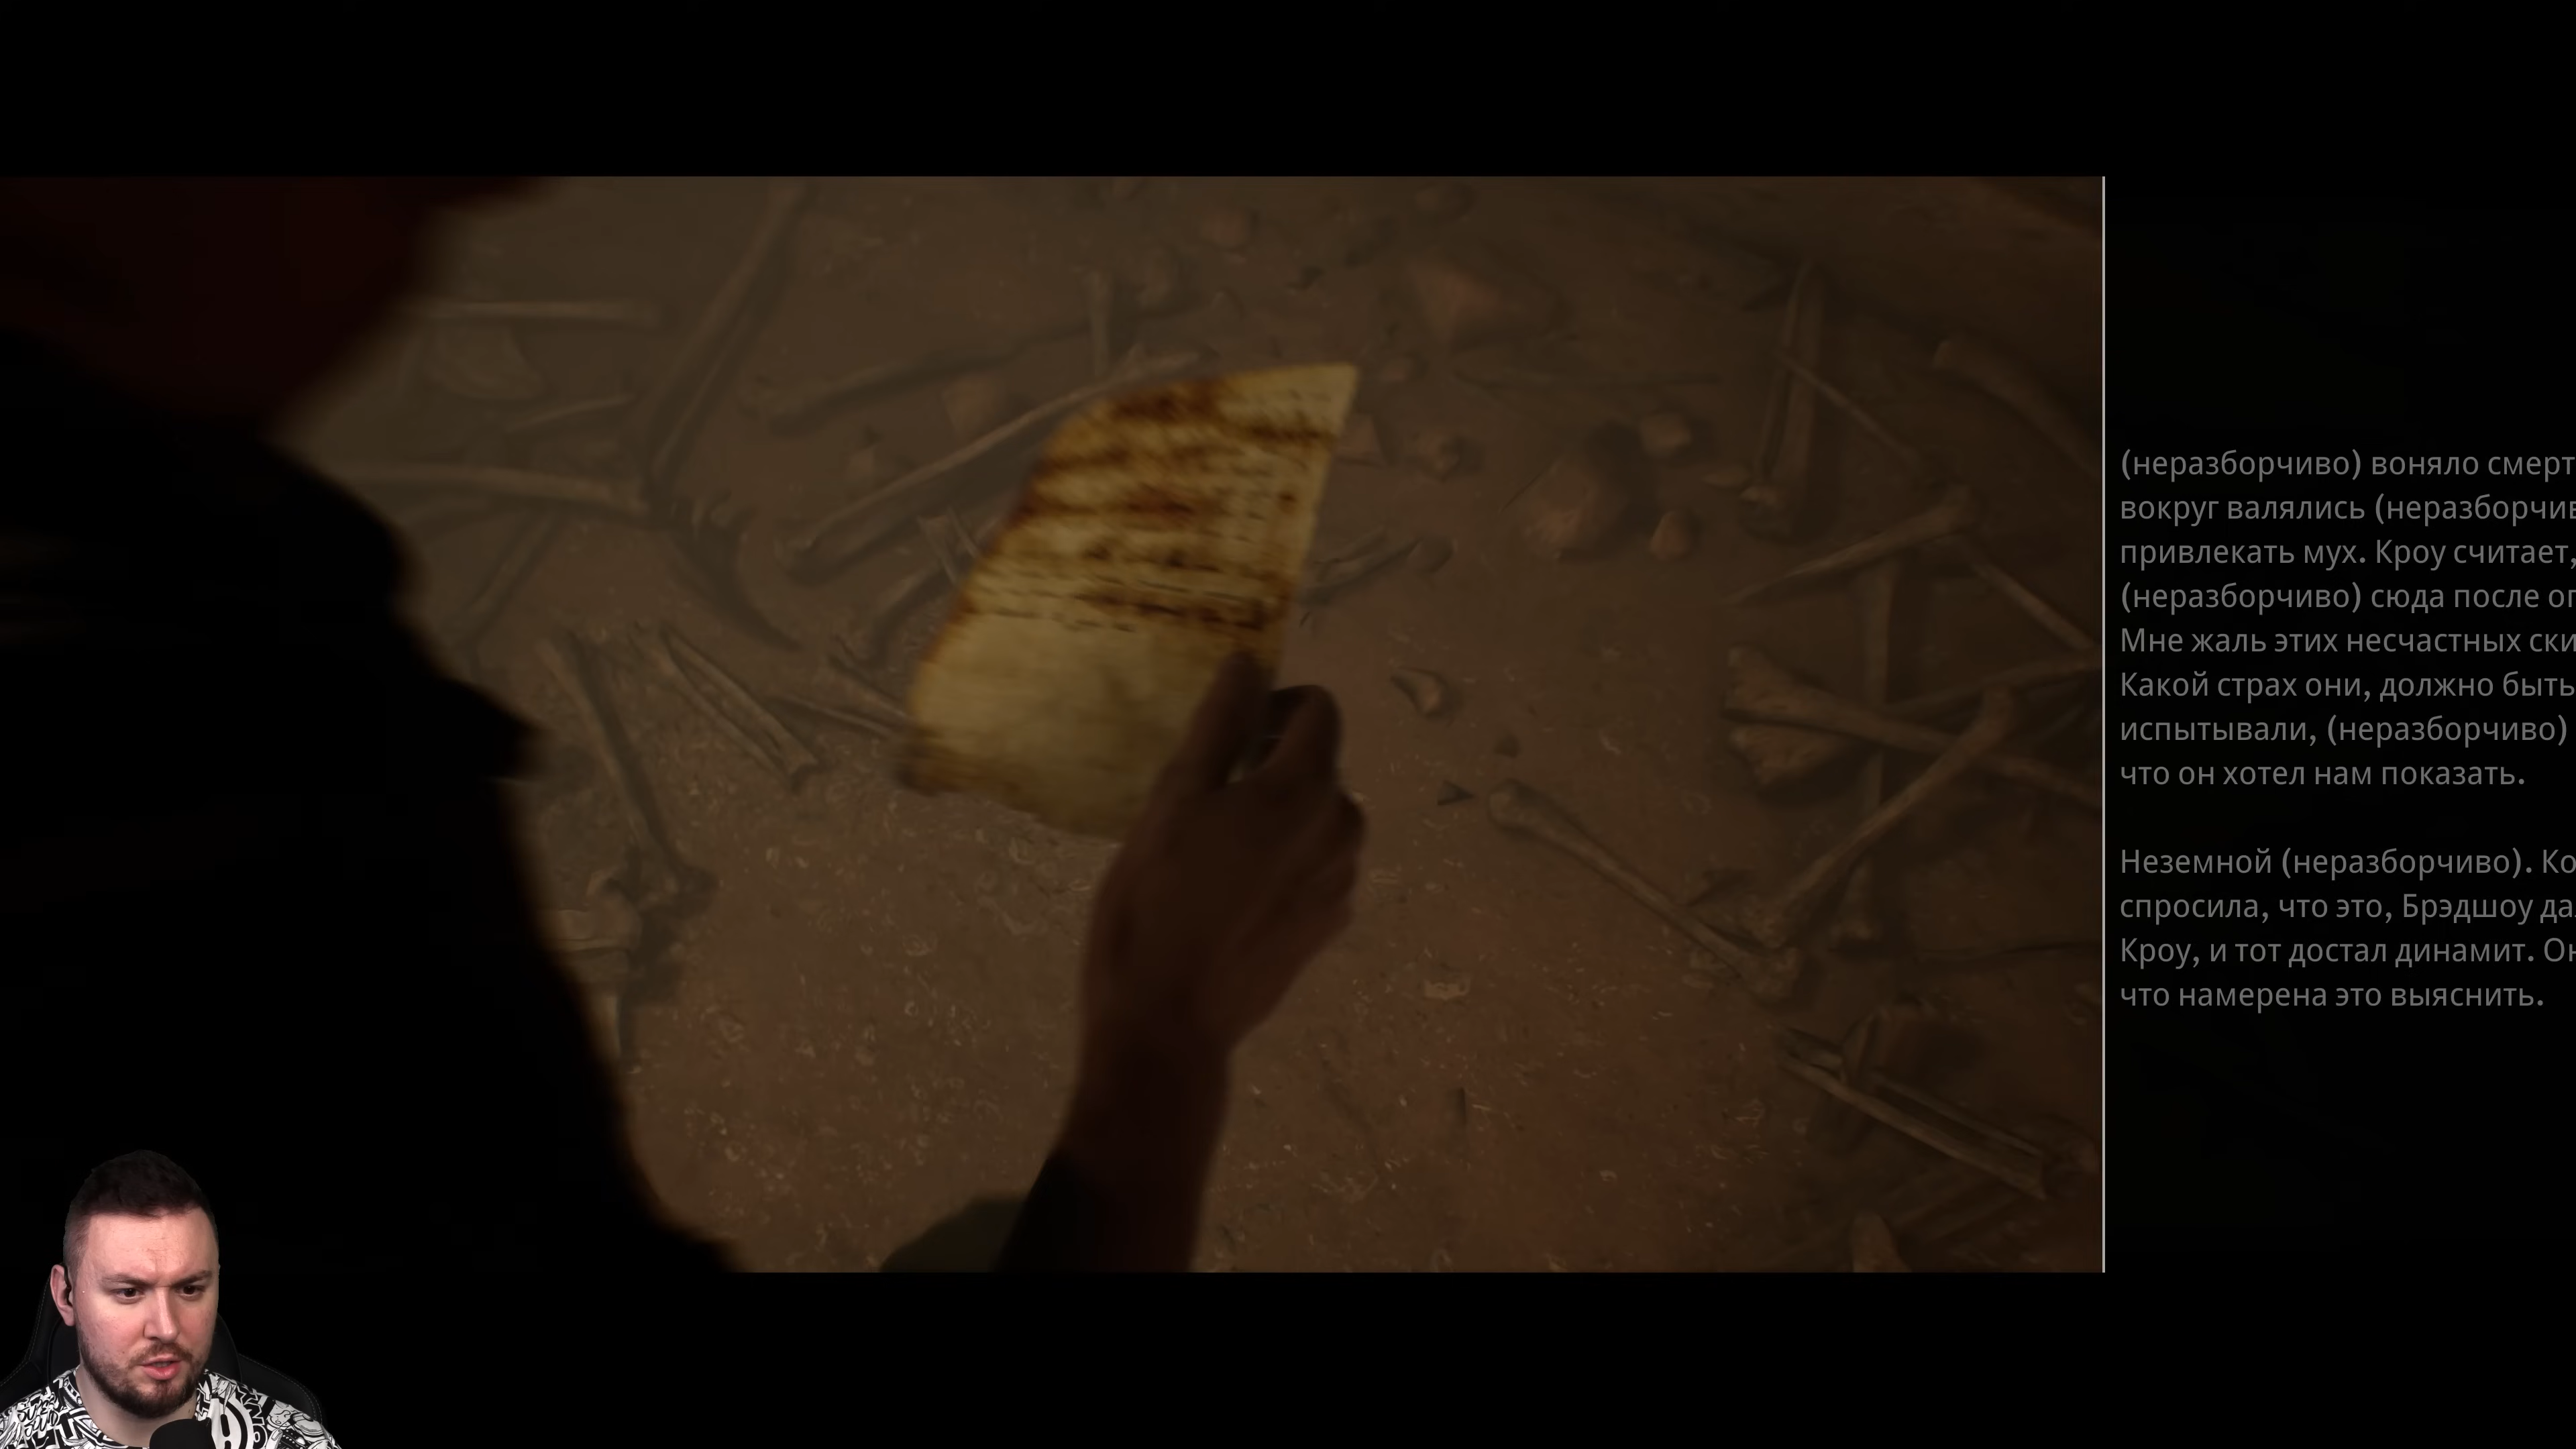 (неразборчиво) воняло смерт
вокруг валялись (неразборчив
привлекать мух. Кроу считает,
(неразборчиво) сюда после ог
Мне жаль этих несчастных ски
Какой страх они, должно быть
испытывали, (неразборчиво)
что он хотел нам показать.
Неземной (неразборчиво). Ко
спросила, что это, Брэдшоу да
Кроу, и тот достал динамит. Он
что намерена это выяснить.